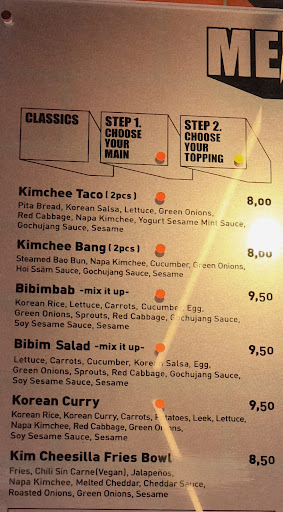 CLASSICS
STEP 1.
CHOOSE
YOUR
MAIN
STEP 2.
CHOOSE
YOUR
TOPPING
Kimchee Taco (2pcs) 8,00
Pita Bread, Korean Salsa, Lettuce, Green Onions,
Red Cabbage, Napa Kimchee, Yogurt Sesame Mint Sauce,
Gochujang Sauce, Sesame
Kimchee Bang (2pcs) 8,00
Steamed Bao Bun, Napa Kimchee, Cucumber, Green Onions,
Hoi Ssäm Sauce, Gochujang Sauce, Sesame
Bibimbab -mix it up- 9,50
Korean Rice, Lettuce, Carrots, Cucumber, Egg,
Green Onions, Sprouts, Red Cabbage, Gochujang Sauce,
Soy Sesame Sauce, Sesame
Bibim Salad -mix it up- 9,50
Lettuce, Carrots, Cucumber, Korean Salsa, Egg,
Green Onions, Sprouts, Red Cabbage, Gochujang Sauce,
Soy Sesame Sauce, Sesame
Korean Curry 9,50
Korean Rice, Korean Curry, Carrots, Potatoes, Leek, Lettuce,
Napa Kimchee, Red Cabbage, Green Onions,
Soy Sesame Sauce, Sesame
Kim Cheesilla Fries Bowl 8,50
Fries, Chili Sin Carne(Vegan), Jalapeños,
Napa Kimchee, Melted Cheddar, Cheddar Sauce,
Roasted Onions, Green Onions, Sesame